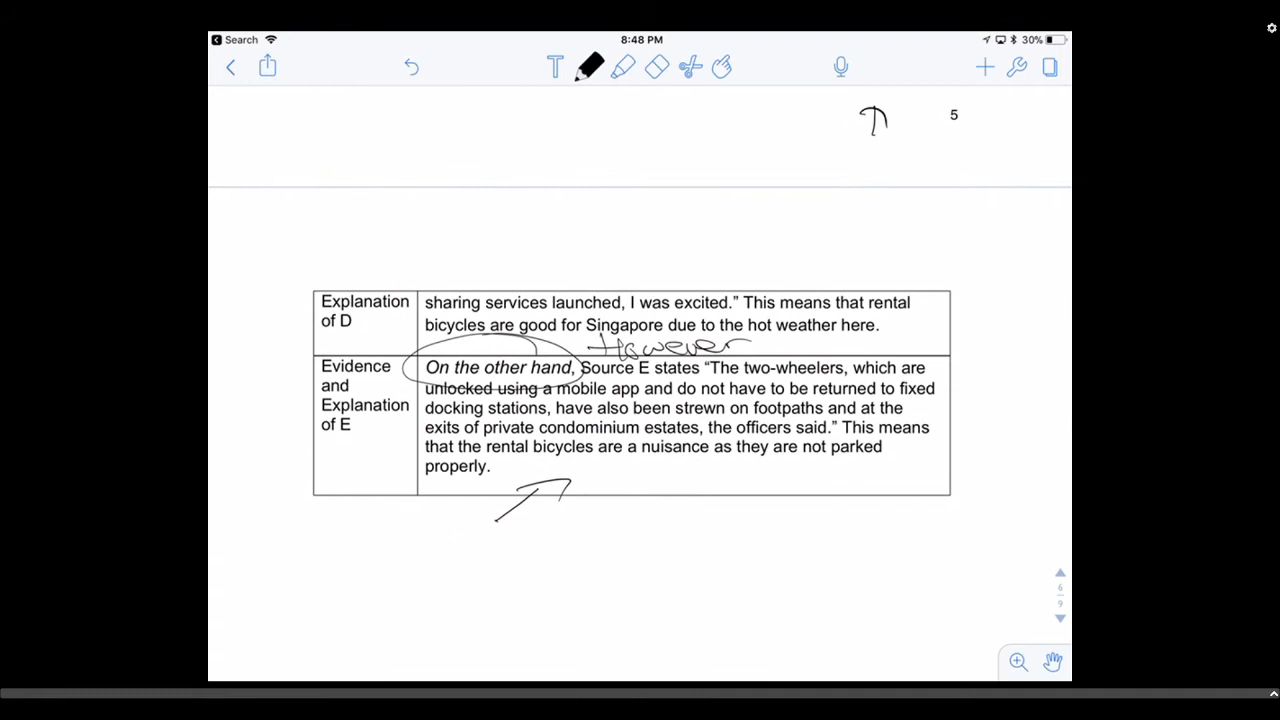 Search
8:48 PM
30%
T
5
Explanation of D
sharing services launched, I was excited.” This means that rental
bicycles are good for Singapore due to the hot weather here.
However
Evidence and Explanation of E
On the other hand, Source E states “The two-wheelers, which are
unlocked using a mobile app and do not have to be returned to fixed
docking stations, have also been strewn on footpaths and at the
exits of private condominium estates, the officers said.” This means
that the rental bicycles are a nuisance as they are not parked
properly.
6
9